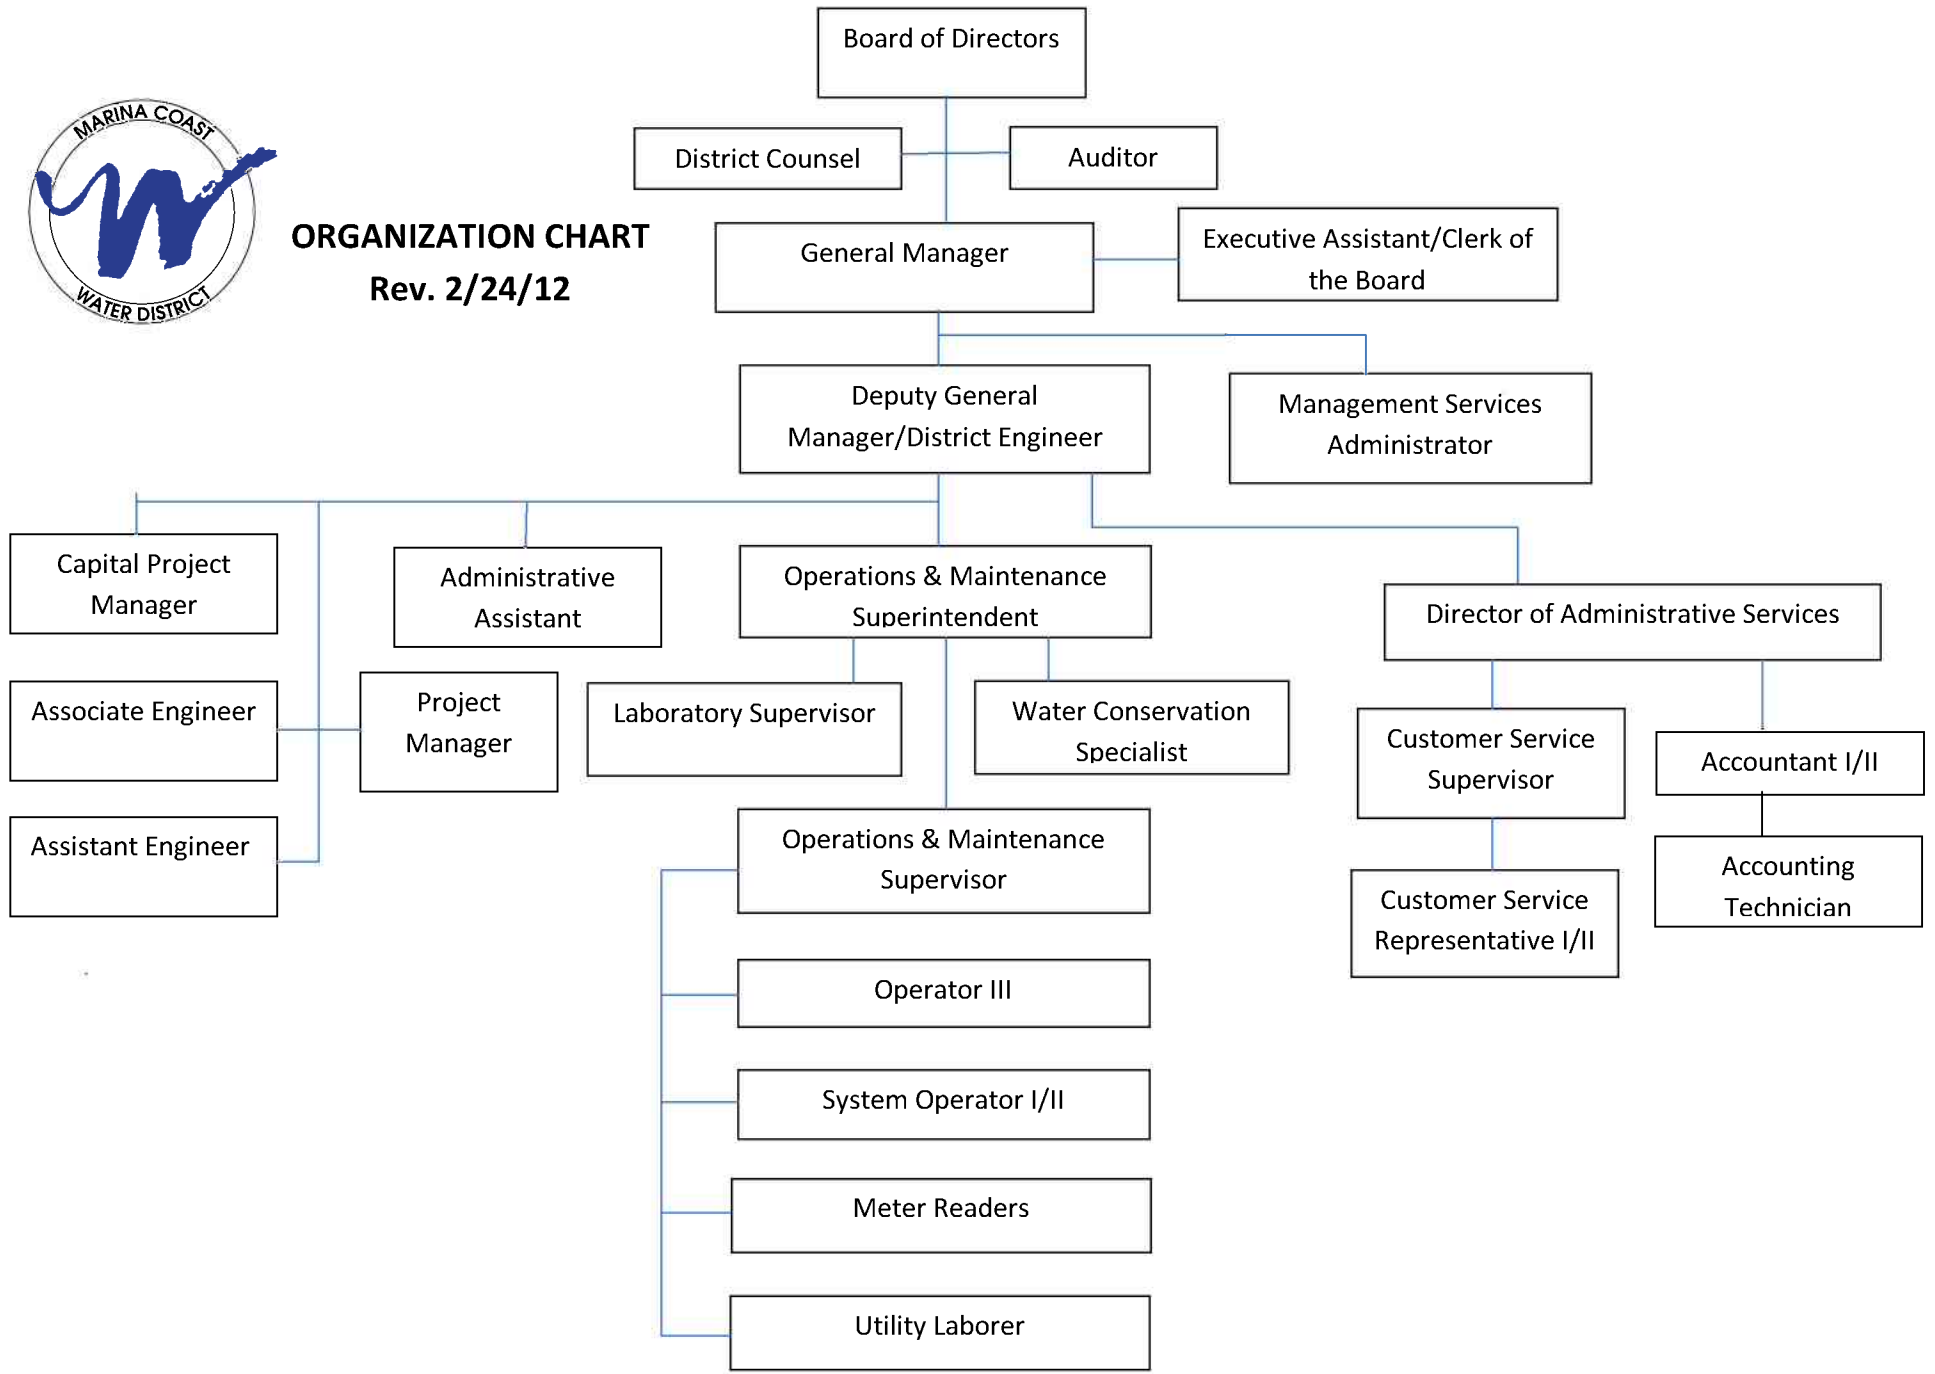 Board of Directors
MARINA COAST
WATER DISTRICT
ORGANIZATION CHART
Rev. 2/24/12
District Counsel
Auditor
General Manager
Executive Assistant/Clerk of
the Board
Deputy General
Manager/District Engineer
Management Services
Administrator
Capital Project
Manager
Administrative
Assistant
Operations & Maintenance
Superintendent
Director of Administrative Services
Associate Engineer
Project
Manager
Laboratory Supervisor
Water Conservation
Specialist
Customer Service
Supervisor
Accountant I/II
Assistant Engineer
Operations & Maintenance
Supervisor
Customer Service
Representative I/II
Accounting
Technician
Operator III
System Operator I/II
Meter Readers
Utility Laborer